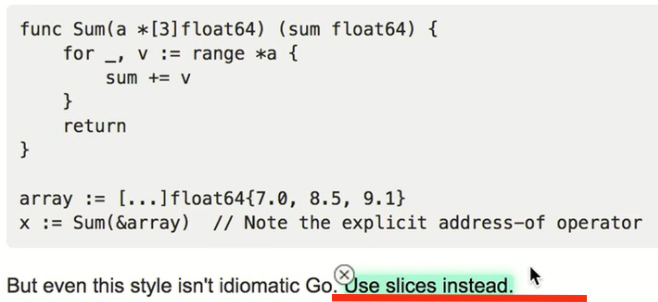 func Sum(a *[3]float64) (sum float64) {
    for _, v := range *a {
        sum += v
    }
    return
}

array := [...]float64{7.0, 8.5, 9.1}
x := Sum(&array)  // Note the explicit address-of operator
But even this style isn't idiomatic Go. Use slices instead.